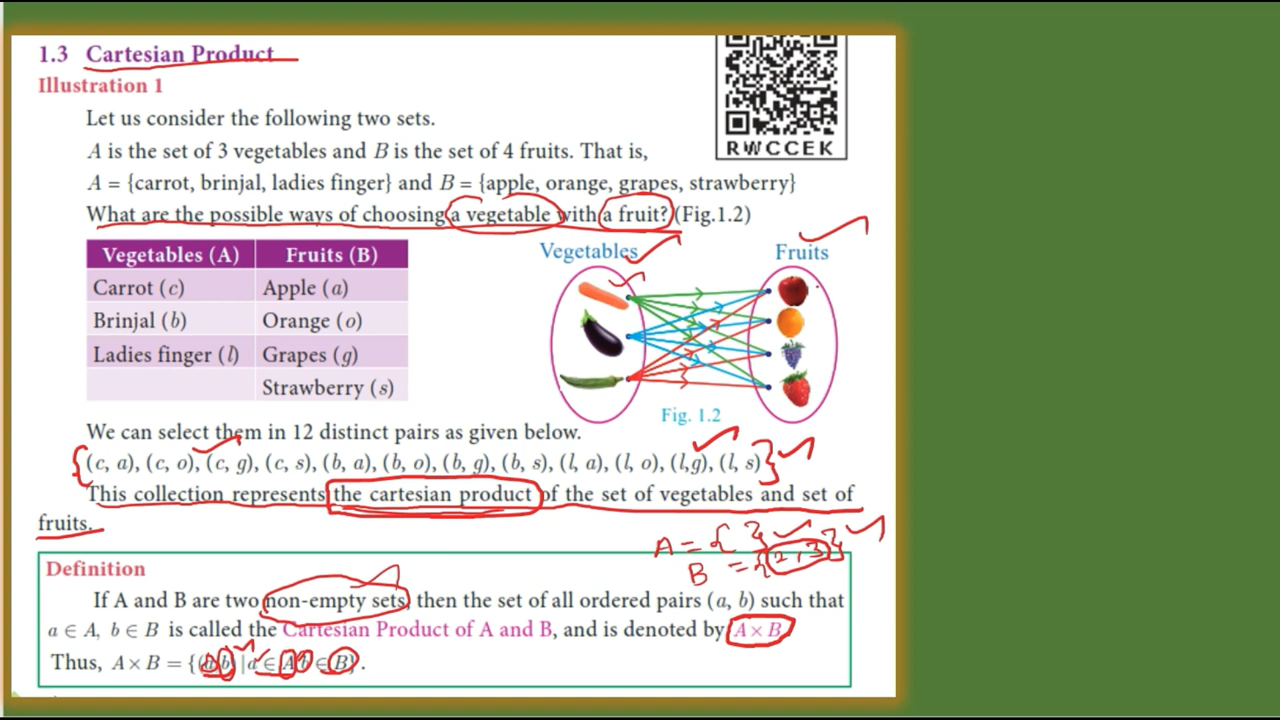 1.3 Cartesian Product
Illustration 1
Let us consider the following two sets.
A is the set of 3 vegetables and B is the set of 4 fruits. That is,
A = {carrot, brinjal, ladies finger} and B = {apple, orange, grapes, strawberry}
What are the possible ways of choosing a vegetable with a fruit? (Fig.1.2)
RWCCEK
Vegetables (A) Fruits (B)
Carrot (c) Apple (a)
Brinjal (b) Orange (o)
Ladies finger (l) Grapes (g)
Strawberry (s)
Vegetables Fruits
Fig. 1.2
We can select them in 12 distinct pairs as given below.
{(c, a), (c, o), (c, g), (c, s), (b, a), (b, o), (b, g), (b, s), (l, a), (l, o), (l,g), (l, s)}
This collection represents the cartesian product of the set of vegetables and set of
fruits.
A = { }
B = {2, 3}
Definition
If A and B are two non-empty sets, then the set of all ordered pairs (a, b) such that
a ∈ A, b ∈ B is called the Cartesian Product of A and B, and is denoted by A × B.
Thus, A × B = {(a,b) | a ∈ A, b ∈ B}.